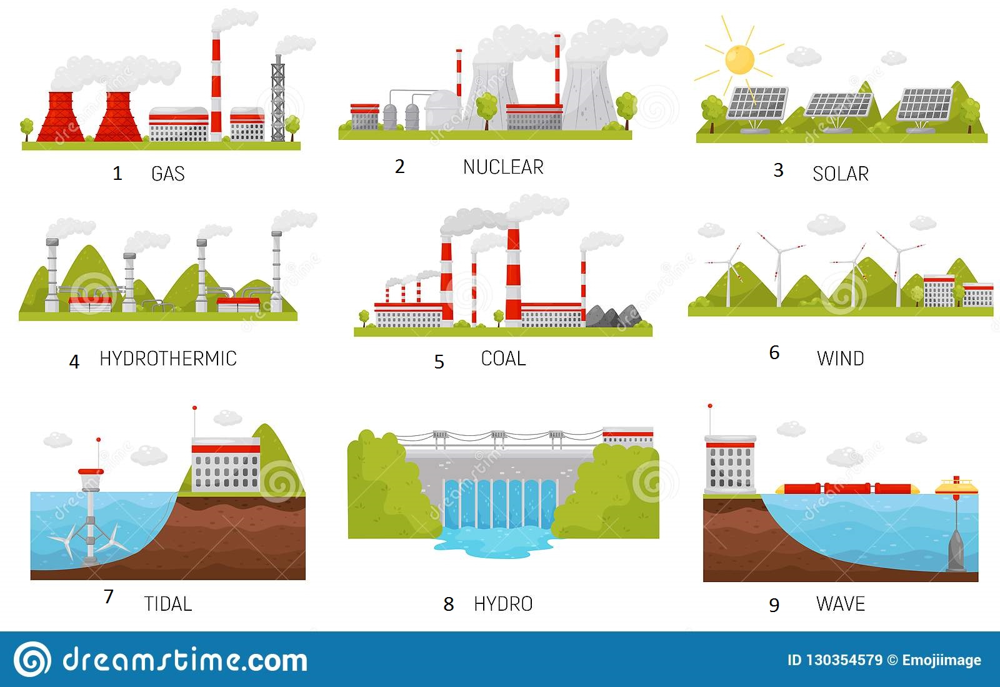 1 GAS
2 NUCLEAR
3 SOLAR
4 HYDROTHERMIC
5 COAL
6 WIND
7 TIDAL
8 HYDRO
9 WAVE
dreamstime.com
ID 130354579 © Emojiimage